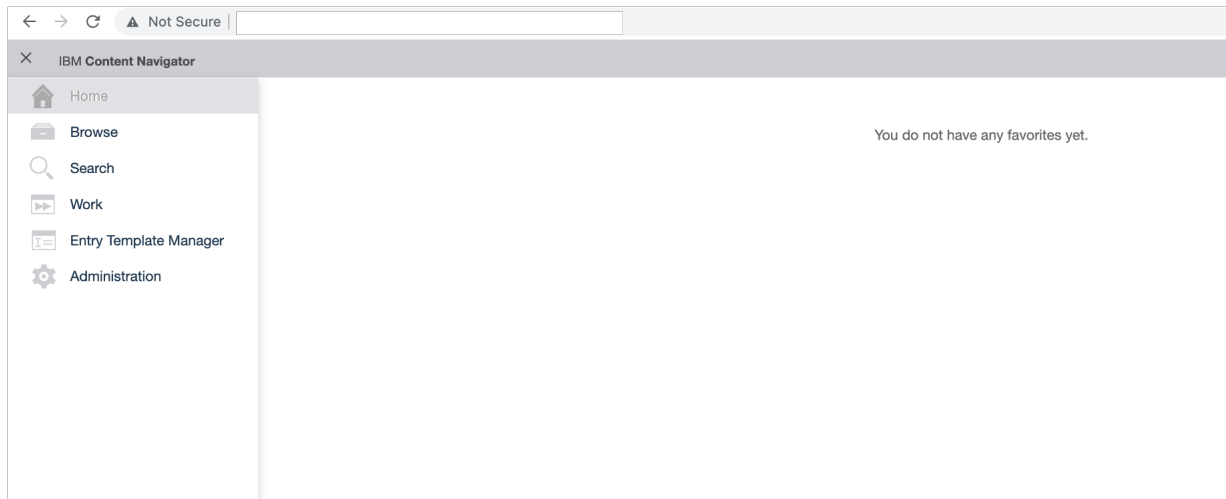 Not Secure
IBM Content Navigator
Home
Browse
You do not have any favorites yet.
Search
Work
Entry Template Manager
Administration